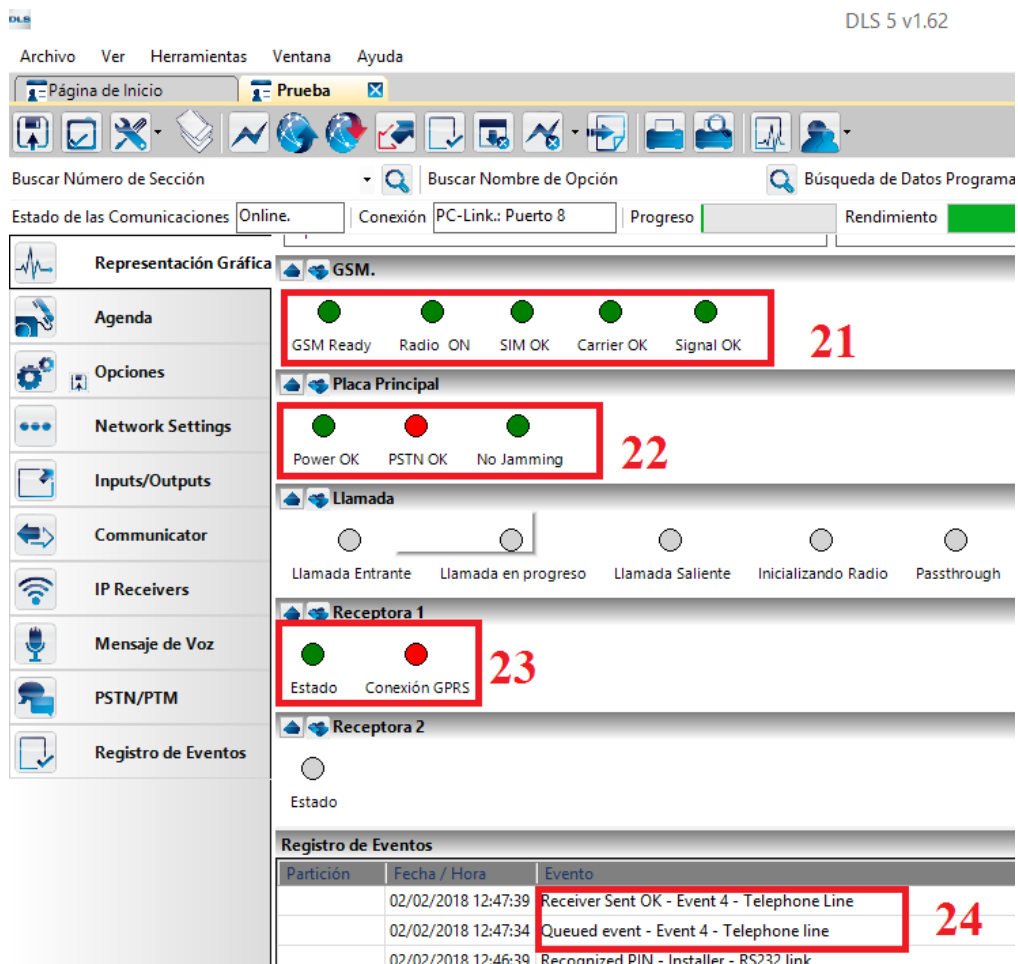 DLS
DLS 5 v1.62
Archivo Ver Herramientas Ventana Ayuda
Página de Inicio Prueba
Buscar Número de Sección Buscar Nombre de Opción Búsqueda de Datos Programa
Estado de las Comunicaciones Online. Conexión PC-Link.: Puerto 8 Progreso Rendimiento
Representación Gráfica
Agenda
Opciones
Network Settings
Inputs/Outputs
Communicator
IP Receivers
Mensaje de Voz
PSTN/PTM
Registro de Eventos
GSM.
GSM Ready Radio ON SIM OK Carrier OK Signal OK
21
Placa Principal
Power OK PSTN OK No Jamming
22
Llamada
Llamada Entrante Llamada en progreso Llamada Saliente Inicializando Radio Passthrough
Receptora 1
Estado Conexión GPRS
23
Receptora 2
Estado
Registro de Eventos
Partición Fecha / Hora Evento
02/02/2018 12:47:39 Receiver Sent OK - Event 4 - Telephone Line
02/02/2018 12:47:34 Queued event - Event 4 - Telephone line
24
02/02/2018 12:46:39 Recognized PIN - Installer - RS232 link